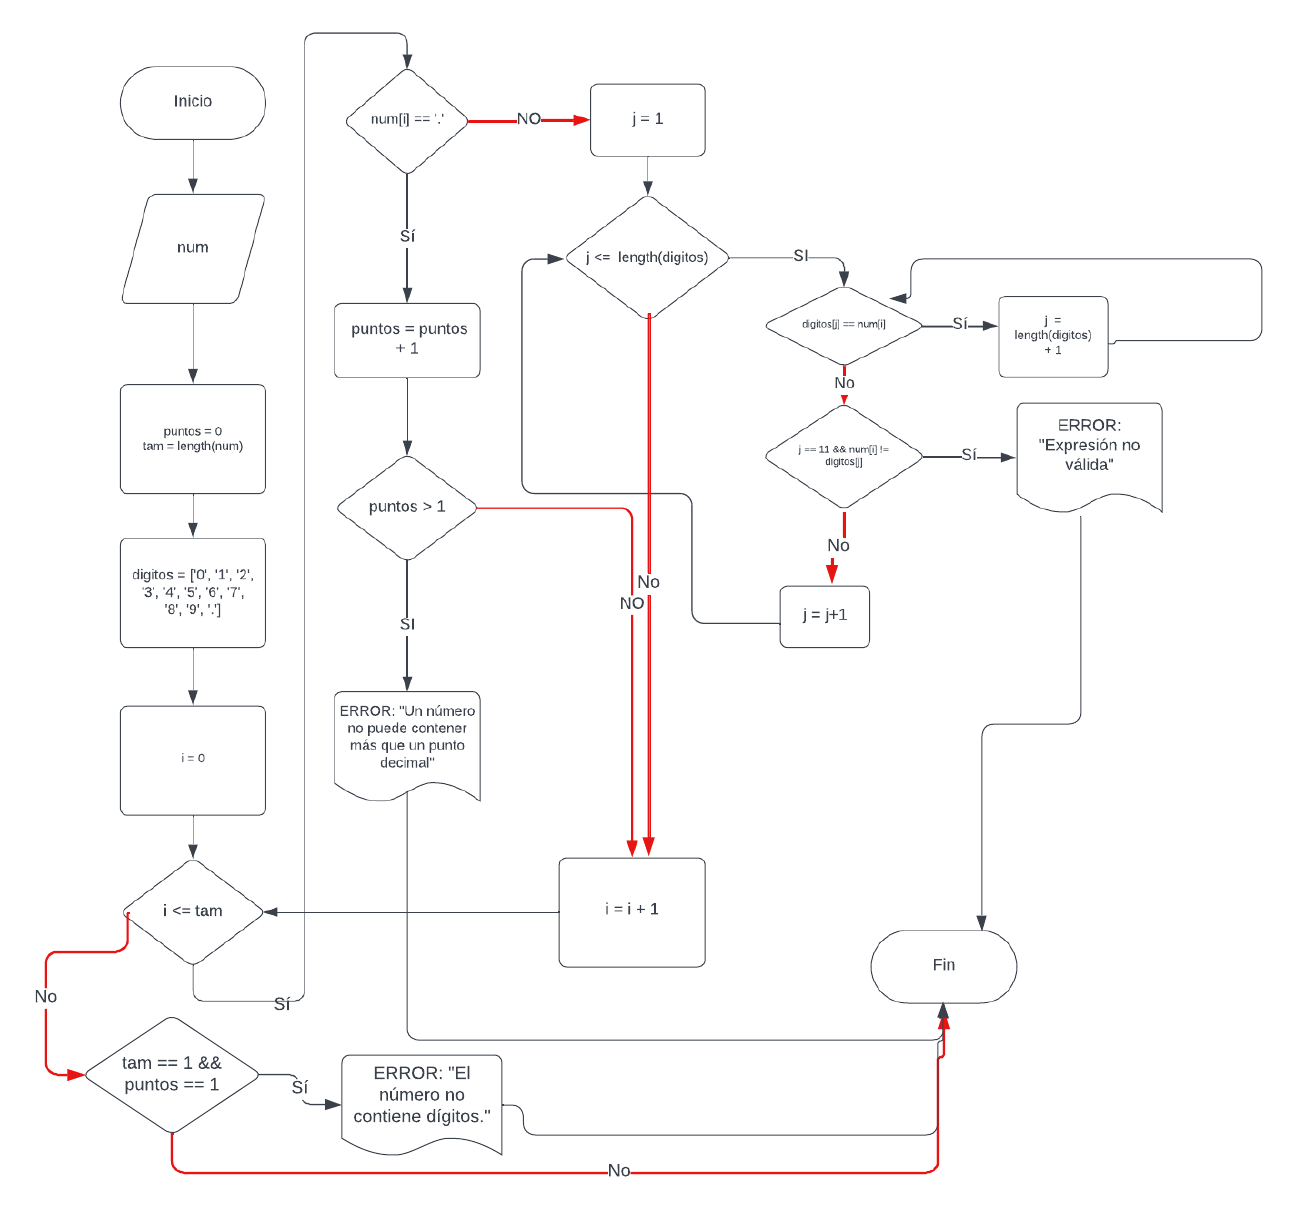 Inicio
num
puntos = 0
tam = length(num)
digitos = ['0', '1', '2',
'3', '4', '5', '6', '7',
'8', '9', '.']
i = 0
i <= tam
No
Sí
tam == 1 &&
puntos == 1
Sí
ERROR: "El
número no
contiene dígitos."
No
num[i] == '.'
NO
Sí
puntos = puntos
+ 1
puntos > 1
NO
SI
ERROR: "Un número
no puede contener
más que un punto
decimal"
j = 1
j <= length(digitos)
SI
No
digitos[j] == num[i]
Sí
j =
length(digitos)
+ 1
No
j == 11 && num[i] !=
digitos[j]
Sí
ERROR:
"Expresión no
válida"
No
j = j+1
i = i + 1
Fin